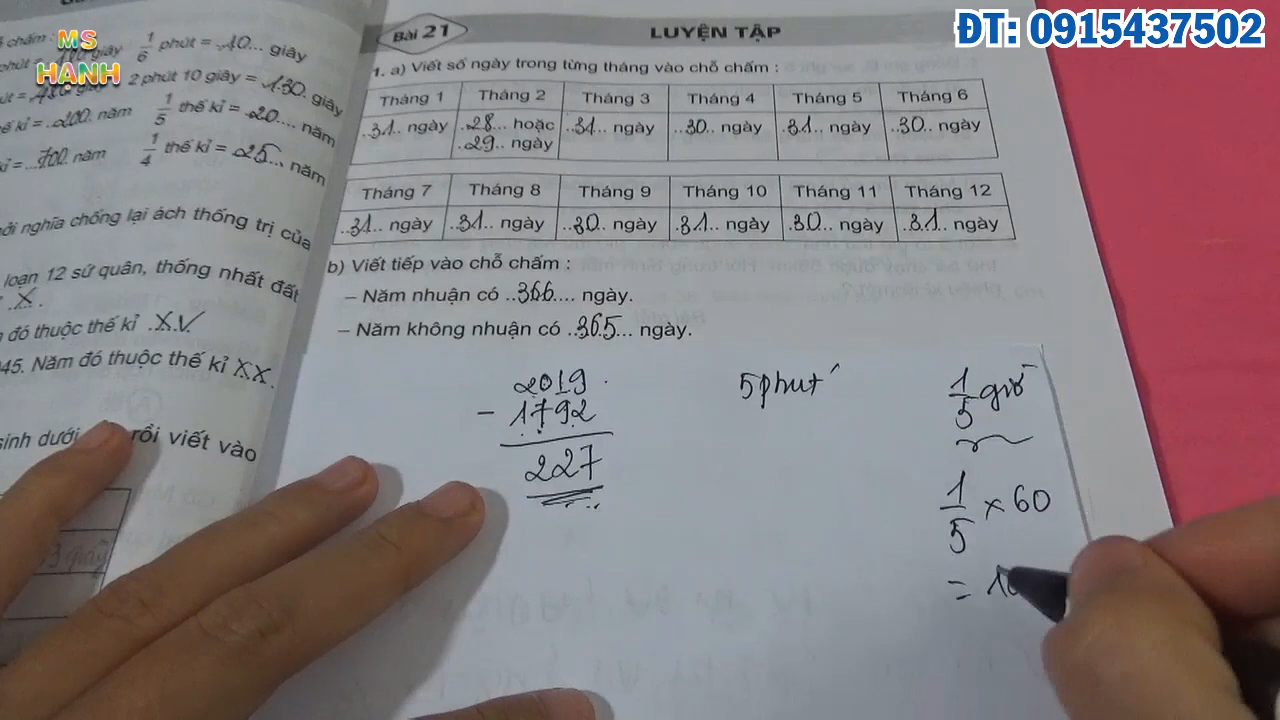 ĐT: 0915437502
MS
HẠNH
chấm :
1/6 phút = ..10... giây
2 phút 10 giây = ..130. giây
= ..200. năm
1/5 thế kỉ = ..20.... năm
= ...700. năm
1/4 thế kỉ = ..25... năm
nghĩa chống lại ách thống trị của
loạn 12 sứ quân, thống nhất đất
.X.
đó thuộc thế kỉ .XV
45. Năm đó thuộc thế kỉ XX.
sinh dưới rồi viết vào
Bài 21
LUYỆN TẬP
1. a) Viết số ngày trong từng tháng vào chỗ chấm :
Tháng 1 Tháng 2 Tháng 3 Tháng 4 Tháng 5 Tháng 6
..31.. ngày .28... hoặc ..31.. ngày ..30.. ngày .31.. ngày .30.. ngày
.29.. ngày
Tháng 7 Tháng 8 Tháng 9 Tháng 10 Tháng 11 Tháng 12
..31.. ngày ..31.. ngày ..30.. ngày .31.. ngày .30.. ngày .31.. ngày
b) Viết tiếp vào chỗ chấm :
– Năm nhuận có ..366.... ngày.
– Năm không nhuận có ..365... ngày.
2019
- 1792
227
5 phút
1/5 giờ
1/5 x 60
=